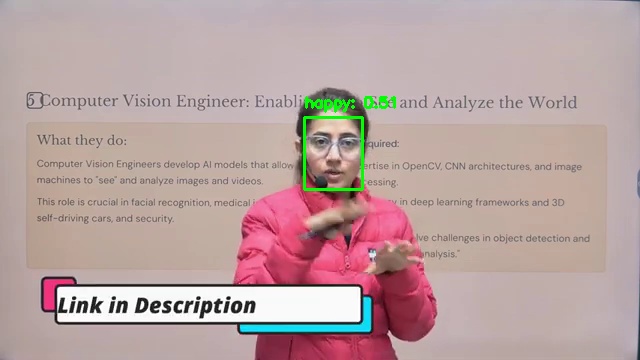 5 Computer Vision Engineer: Enabli and Analyze the World
happy: 0.51
What they do:
Computer Vision Engineers develop AI models that allow
machines to "see" and analyze images and videos.
This role is crucial in facial recognition, medical i
self-driving cars, and security.
quired:
ertise in OpenCV, CNN architectures, and image
cessing.
y in deep learning frameworks and 3D
lve challenges in object detection and
analysis."
Link in Description